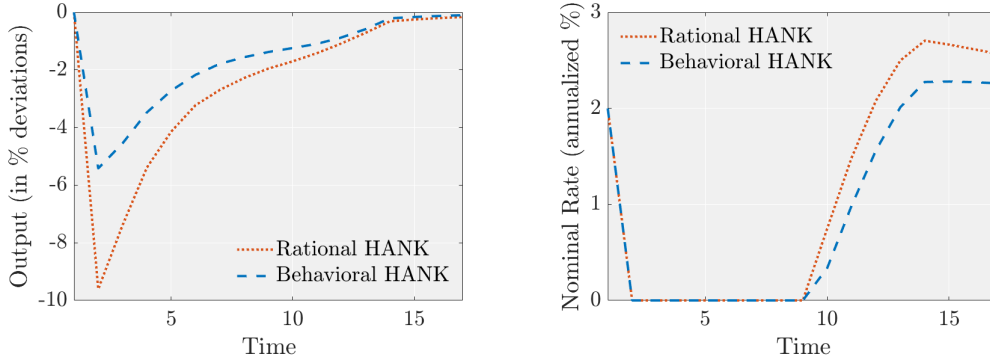 Output (in % deviations)
0
-2
-4
-6
-8
-10
Rational HANK
Behavioral HANK
5
10
15
Time
Nominal Rate (annualized %)
3
2
1
0
Rational HANK
Behavioral HANK
5
10
15
Time